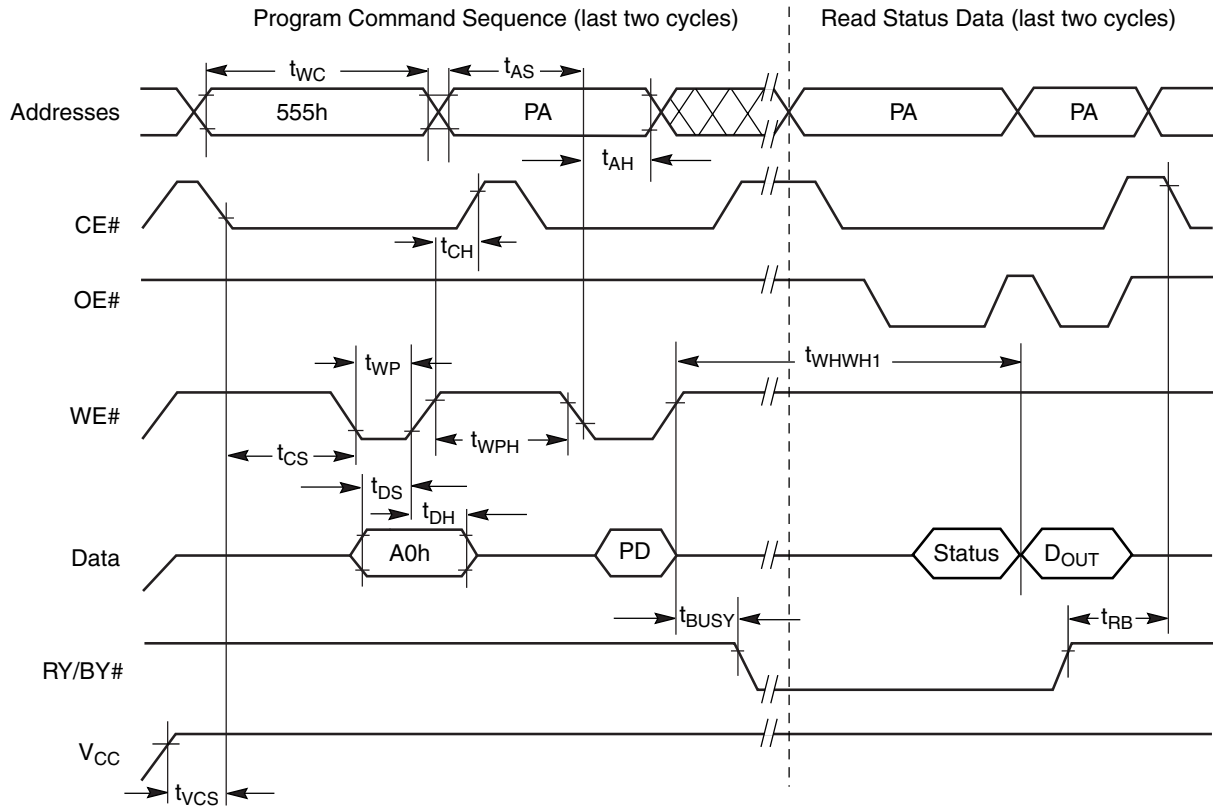 Program Command Sequence (last two cycles)
Read Status Data (last two cycles)
tWC
tAS
Addresses
555h
PA
PA
PA
tAH
CE#
tCH
OE#
tWP
tWHWH1
WE#
tCS
tWPH
tDS
tDH
Data
A0h
PD
Status
DOUT
tBUSY
tRB
RY/BY#
VCC
tVCS